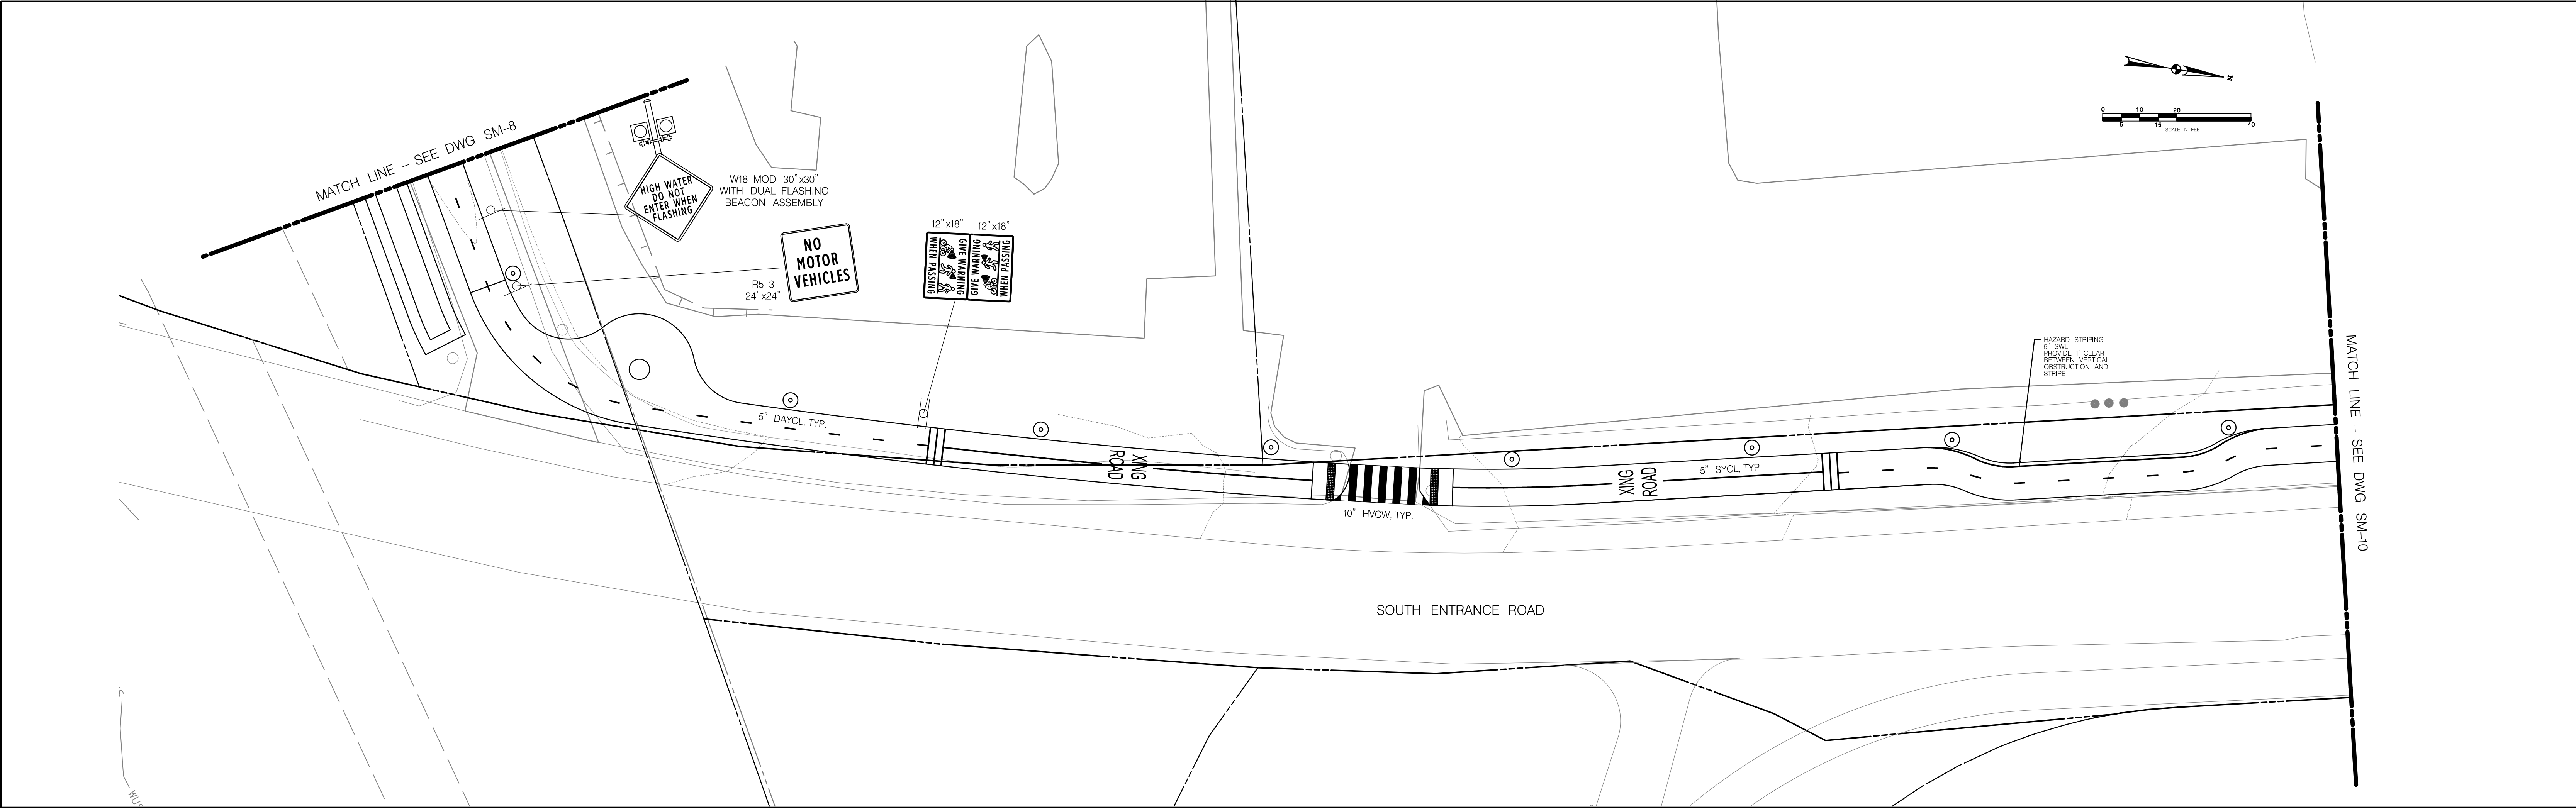 MATCH LINE - SEE DWG SM-8
HIGH WATER
DO NOT
ENTER WHEN
FLASHING
W18 MOD 30"x30"
WITH DUAL FLASHING
BEACON ASSEMBLY
NO
MOTOR
VEHICLES
R5-3
24"x24"
12"x18"
12"x18"
GIVE WARNING
WHEN PASSING
GIVE WARNING
WHEN PASSING
5" DAYCL, TYP.
XING
ROAD
10" HVCW, TYP.
XING
ROAD
5" SYCL, TYP.
HAZARD STRIPING
5" SWL.
PROVIDE 1' CLEAR
BETWEEN VERTICAL
OBSTRUCTION AND
STRIPE
N
0 10 20
5 15 40
SCALE IN FEET
MATCH LINE - SEE DWG SM-10
SOUTH ENTRANCE ROAD